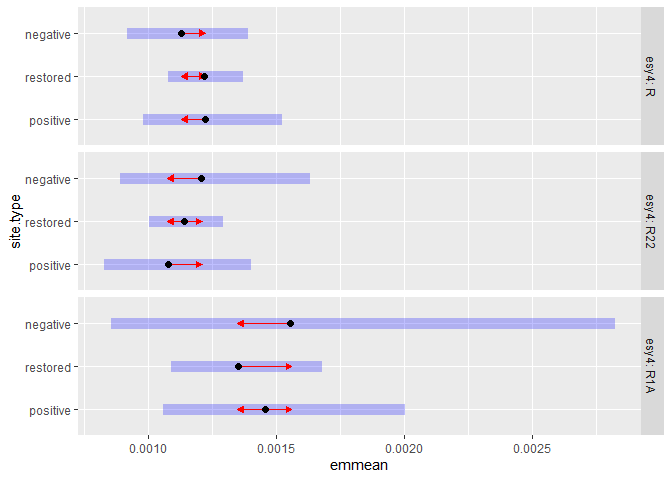 negative
restored
positive
esy4: R
negative
restored
positive
esy4: R22
negative
restored
positive
esy4: R1A
site.type
0.0010 0.0015 0.0020 0.0025
emmean